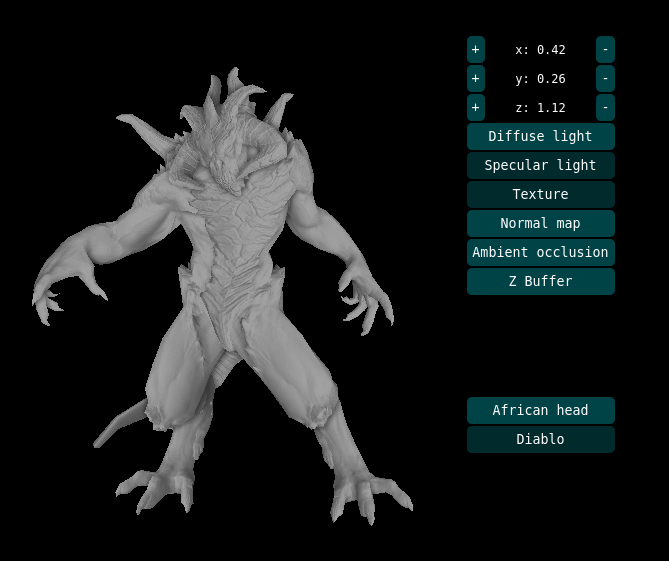 + x: 0.42 -
+ y: 0.26 -
+ z: 1.12 -
Diffuse light
Specular light
Texture
Normal map
Ambient occlusion
Z Buffer
African head
Diablo